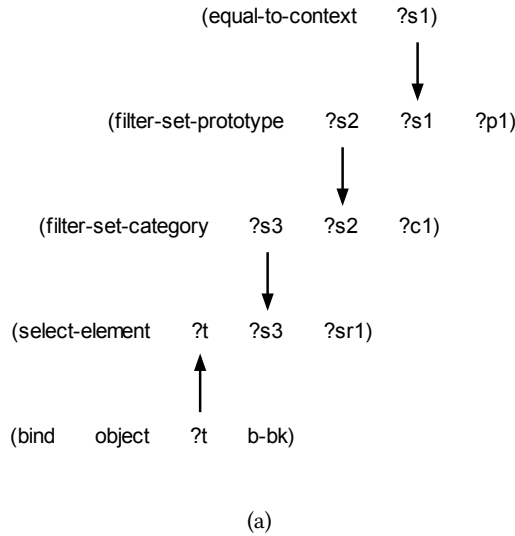 (equal-to-context ?s1)
(filter-set-prototype ?s2 ?s1 ?p1)
(filter-set-category ?s3 ?s2 ?c1)
(select-element ?t ?s3 ?sr1)
(bind object ?t b-bk)
(a)